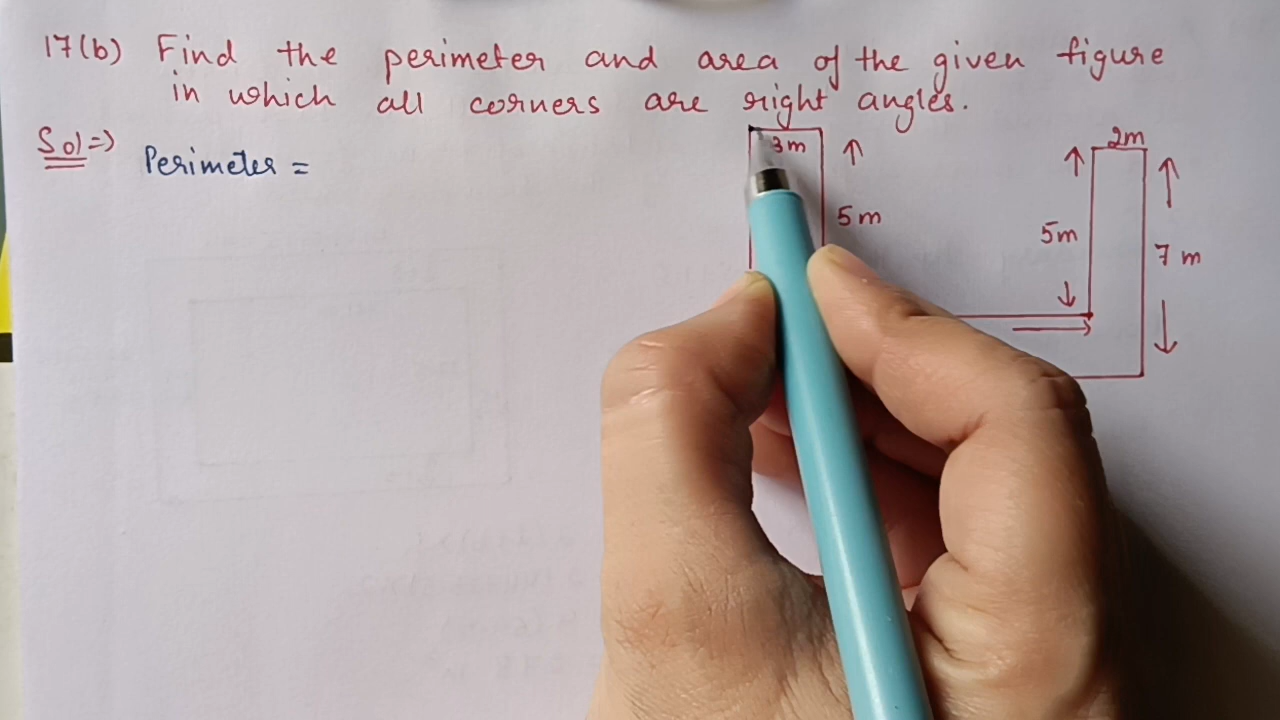 17(b) Find the perimeter and area of the given figure
in which all corners are right angles.
Sol=>
Perimeter =
3m
5m
5m
2m
7 m